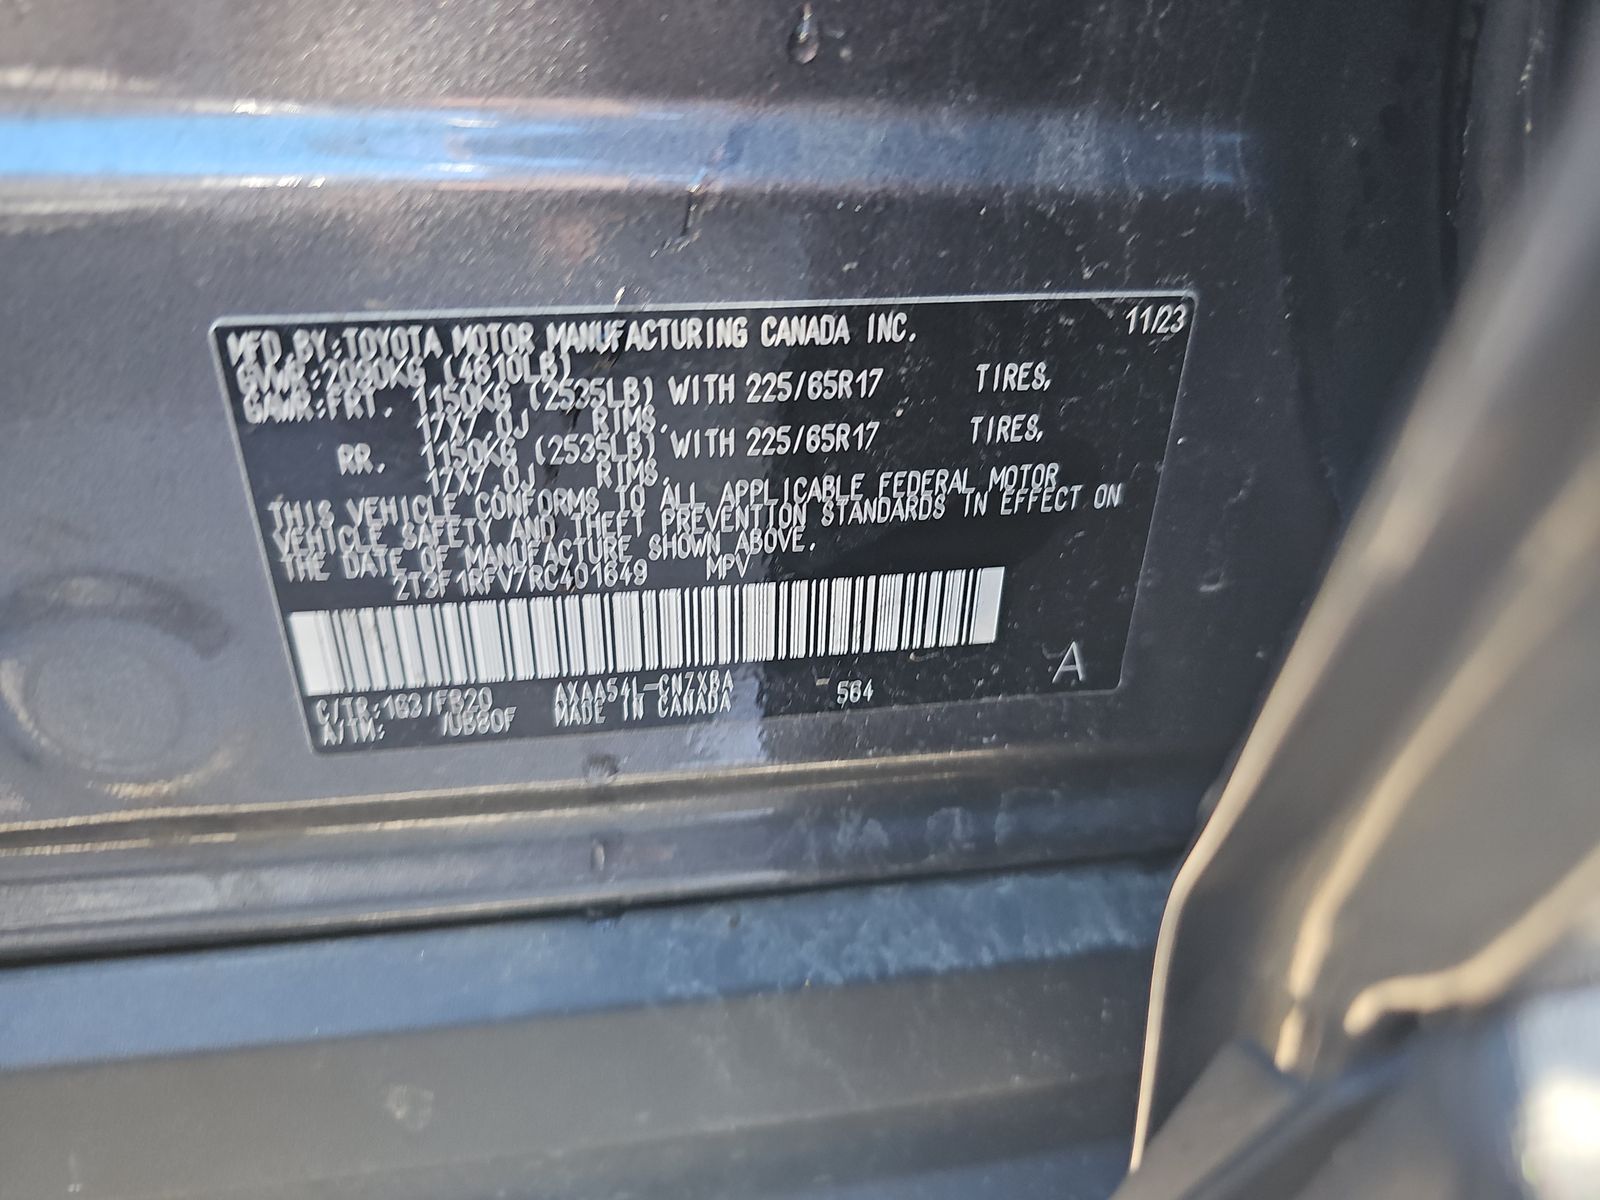 MFD.BY:TOYOTA MOTOR MANUFACTURING CANADA INC. 11/23
GVWR:2090KG (4610LB)
GAWR:FRT. 1150KG (2535LB) WITH 225/65R17 TIRES,
17X7.0J RIMS.
RR. 1150KG (2535LB) WITH 225/65R17 TIRES,
17X7.0J RIMS.
THIS VEHICLE CONFORMS TO ALL APPLICABLE FEDERAL MOTOR
VEHICLE SAFETY AND THEFT PREVENTION STANDARDS IN EFFECT ON
THE DATE OF MANUFACTURE SHOWN ABOVE.
2T3F1RFV7RC401649 MPV
C/TR:1G3/FB20 AXAA54L-CNZXBA 564 A
A/TM: /UB80F MADE IN CANADA